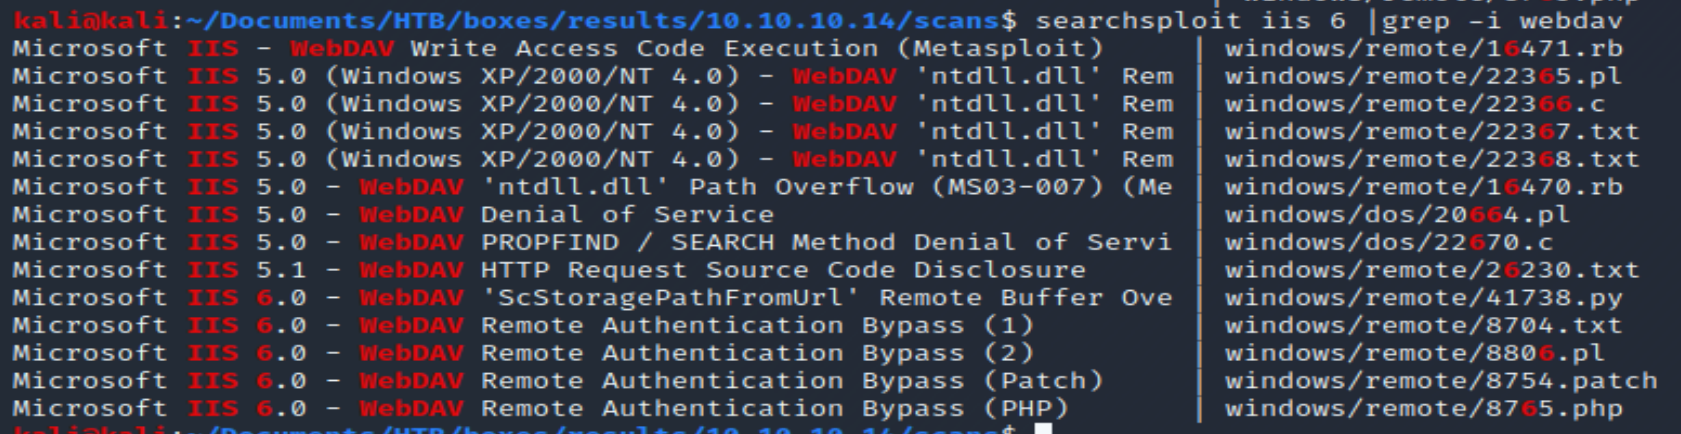 kali@kali:~/Documents/HTB/boxes/results/10.10.10.14/scans$ searchsploit iis 6 |grep -i webdav
Microsoft IIS - WebDAV Write Access Code Execution (Metasploit) | windows/remote/16471.rb
Microsoft IIS 5.0 (Windows XP/2000/NT 4.0) - WebDAV 'ntdll.dll' Rem | windows/remote/22365.pl
Microsoft IIS 5.0 (Windows XP/2000/NT 4.0) - WebDAV 'ntdll.dll' Rem | windows/remote/22366.c
Microsoft IIS 5.0 (Windows XP/2000/NT 4.0) - WebDAV 'ntdll.dll' Rem | windows/remote/22367.txt
Microsoft IIS 5.0 (Windows XP/2000/NT 4.0) - WebDAV 'ntdll.dll' Rem | windows/remote/22368.txt
Microsoft IIS 5.0 - WebDAV 'ntdll.dll' Path Overflow (MS03-007) (Me | windows/remote/16470.rb
Microsoft IIS 5.0 - WebDAV Denial of Service | windows/dos/20664.pl
Microsoft IIS 5.0 - WebDAV PROPFIND / SEARCH Method Denial of Servi | windows/dos/22670.c
Microsoft IIS 5.1 - WebDAV HTTP Request Source Code Disclosure | windows/remote/26230.txt
Microsoft IIS 6.0 - WebDAV 'ScStoragePathFromUrl' Remote Buffer Ove | windows/remote/41738.py
Microsoft IIS 6.0 - WebDAV Remote Authentication Bypass (1) | windows/remote/8704.txt
Microsoft IIS 6.0 - WebDAV Remote Authentication Bypass (2) | windows/remote/8806.pl
Microsoft IIS 6.0 - WebDAV Remote Authentication Bypass (Patch) | windows/remote/8754.patch
Microsoft IIS 6.0 - WebDAV Remote Authentication Bypass (PHP) | windows/remote/8765.php
kali@kali:~/Documents/HTB/boxes/results/10.10.10.14/scans$